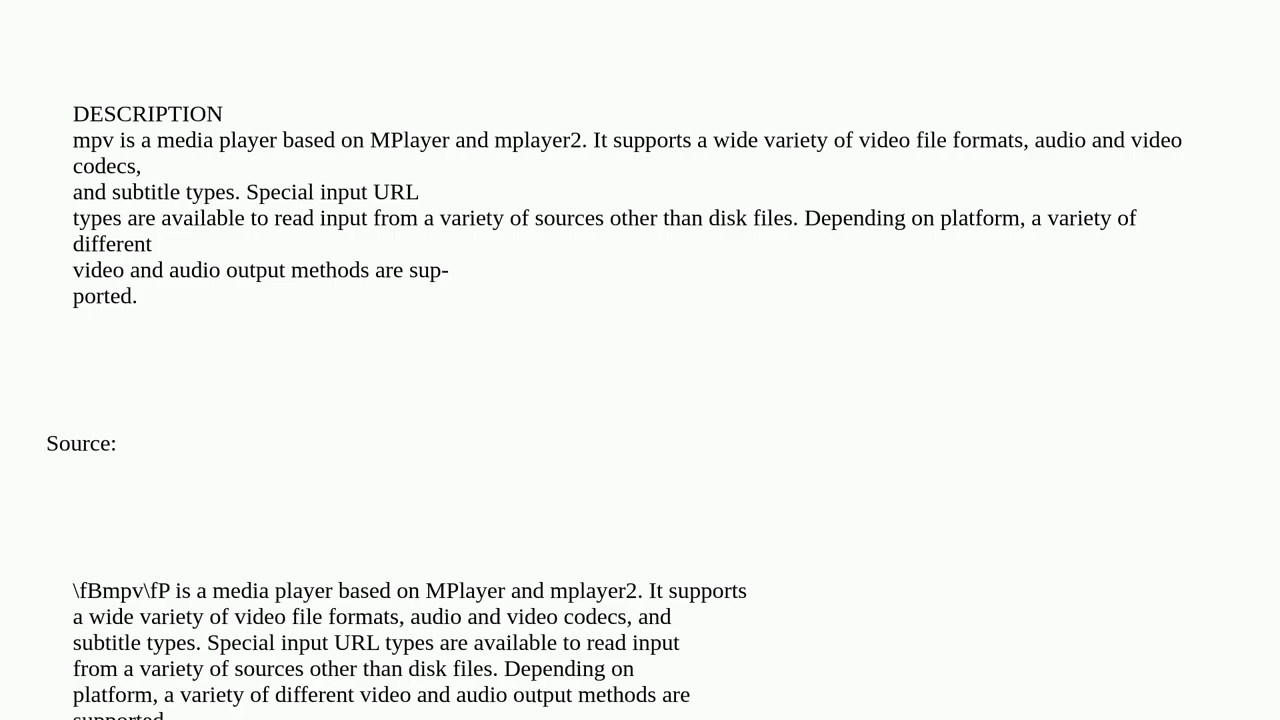 DESCRIPTION
mpv is a media player based on MPlayer and mplayer2. It supports a wide variety of video file formats, audio and video
codecs,
and subtitle types. Special input URL
types are available to read input from a variety of sources other than disk files. Depending on platform, a variety of
different
video and audio output methods are sup-
ported.
Source:
\fBmpv\fP is a media player based on MPlayer and mplayer2. It supports
a wide variety of video file formats, audio and video codecs, and
subtitle types. Special input URL types are available to read input
from a variety of sources other than disk files. Depending on
platform, a variety of different video and audio output methods are
supported.